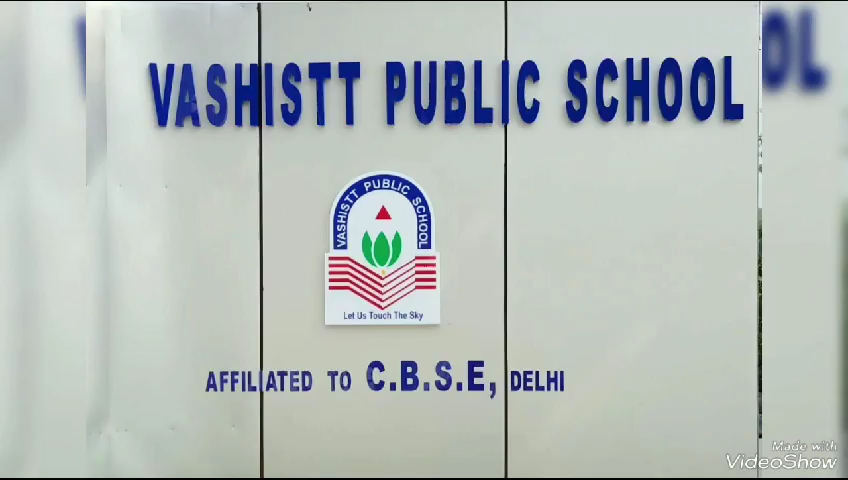 VASHISTT PUBLIC SCHOOL
VASHISTT PUBLIC SCHOOL
Let Us Touch The Sky
AFFILIATED TO C.B.S.E, DELHI
Made with
VideoShow